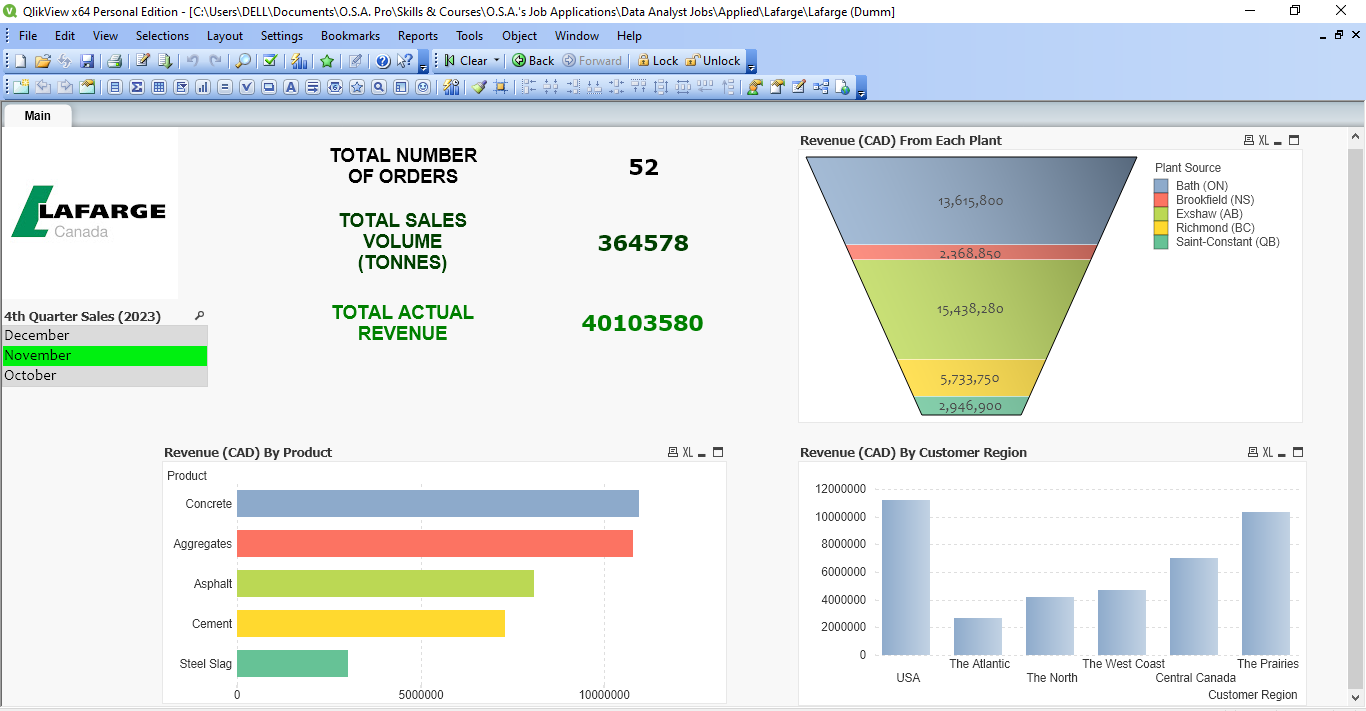 QlikView x64 Personal Edition - [C:\Users\DELL\Documents\O.S.A. Pro\Skills & Courses\O.S.A.'s Job Applications\Data Analyst Jobs\Applied\Lafarge\Lafarge (Dumm]
File Edit View Selections Layout Settings Bookmarks Reports Tools Object Window Help
Clear Back Forward Lock Unlock
Main
LAFARGE
Canada
4th Quarter Sales (2023)
December
November
October
TOTAL NUMBER
OF ORDERS
52
TOTAL SALES
VOLUME
(TONNES)
364578
TOTAL ACTUAL
REVENUE
40103580
Revenue (CAD) From Each Plant
XL
13,615,800
2,368,850
15,438,280
5,733,750
2,946,900
Plant Source
Bath (ON)
Brookfield (NS)
Exshaw (AB)
Richmond (BC)
Saint-Constant (QB)
Revenue (CAD) By Product
XL
Product
Concrete
Aggregates
Asphalt
Cement
Steel Slag
0 5000000 10000000
Revenue (CAD) By Customer Region
XL
12000000
10000000
8000000
6000000
4000000
2000000
0
The Atlantic The West Coast The Prairies
USA The North Central Canada
Customer Region